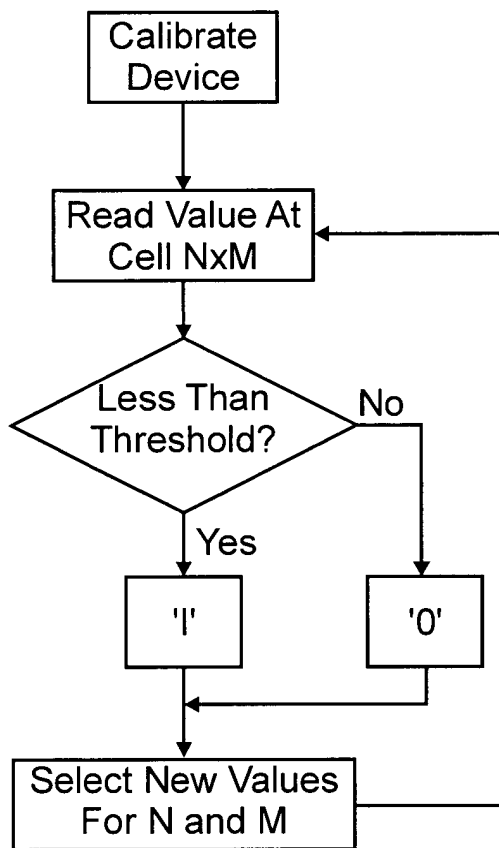 Calibrate
Device
Read Value At
Cell NxM
Less Than
Threshold?
No
Yes
'I'
'0'
Select New Values
For N and M